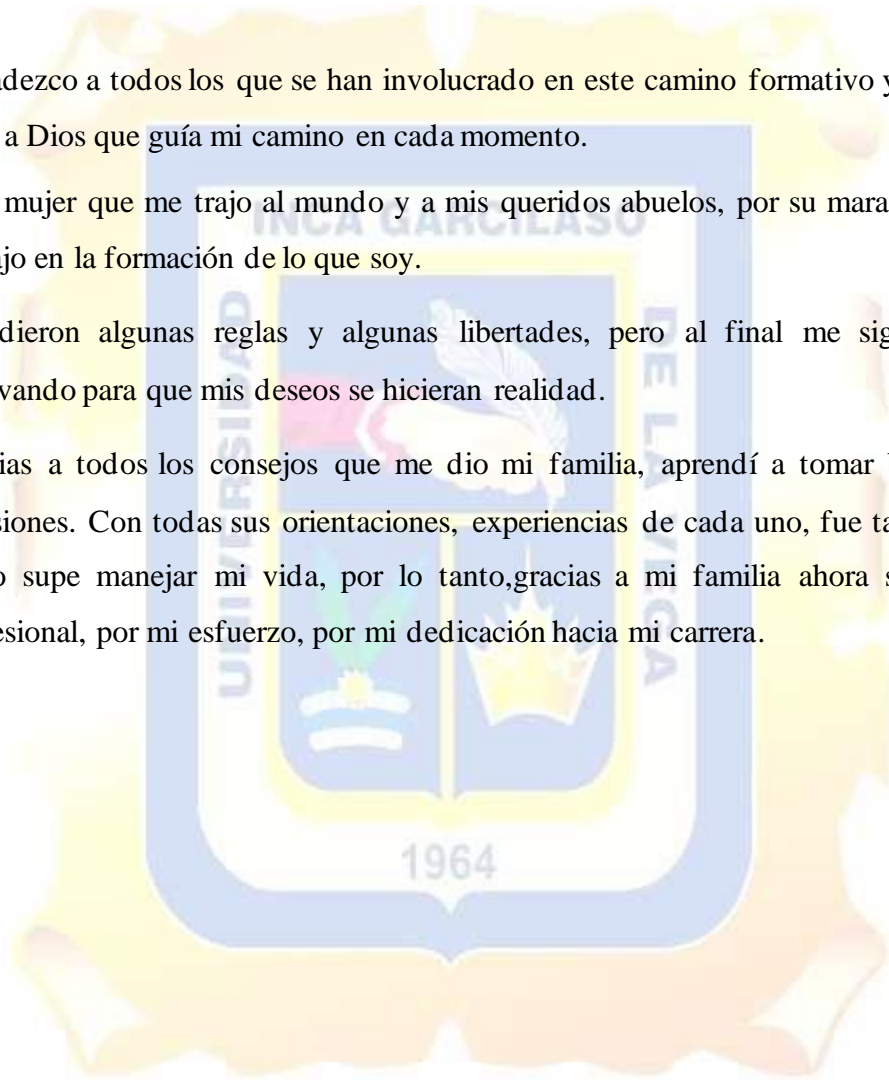 adezco a todos los que se han involucrado en este camino formativo y
a Dios que guía mi camino en cada momento.
mujer que me trajo al mundo y a mis queridos abuelos, por su mara
jo en la formación de lo que soy.
dieron algunas reglas y algunas libertades, pero al final me sig
vando para que mis deseos se hicieran realidad.
ias a todos los consejos que me dio mi familia, aprendí a tomar
siones. Con todas sus orientaciones, experiencias de cada uno, fue ta
o supe manejar mi vida, por lo tanto,gracias a mi familia ahora s
esional, por mi esfuerzo, por mi dedicación hacia mi carrera.
UNIVERSIDAD
INCA GARCILASO
DE LA VEGA
1964